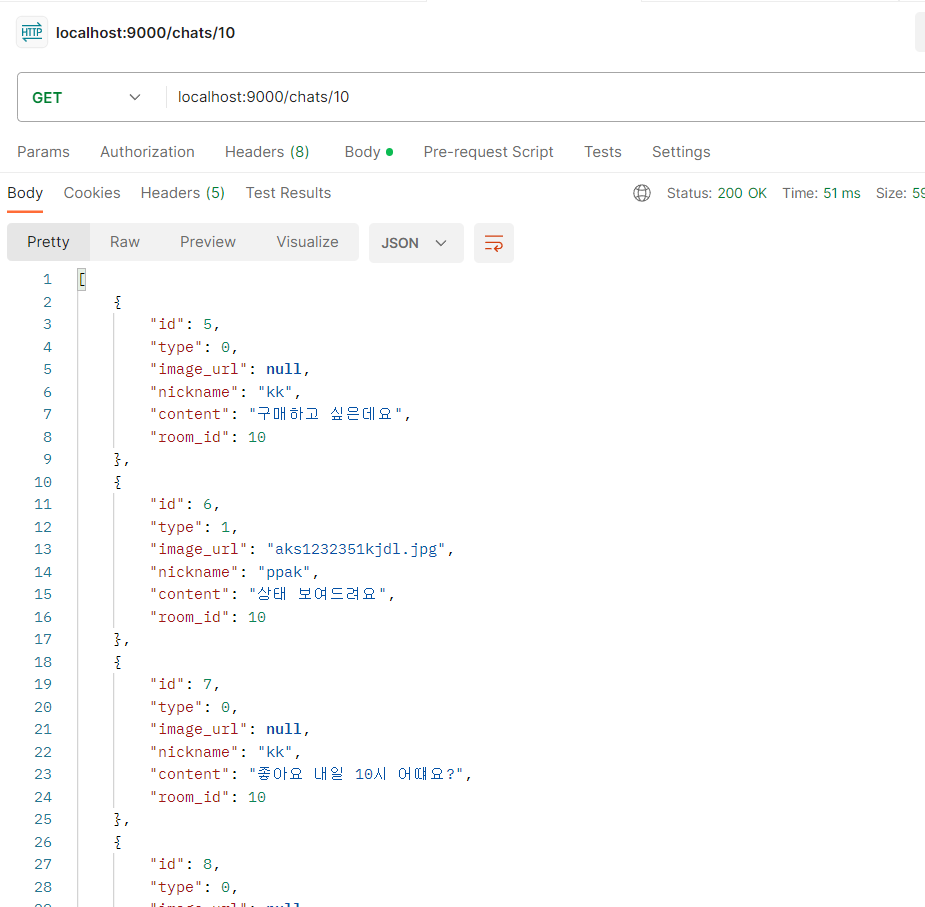 HTTP localhost:9000/chats/10
GET localhost:9000/chats/10
Params Authorization Headers (8) Body Pre-request Script Tests Settings
Body Cookies Headers (5) Test Results Status: 200 OK Time: 51 ms Size:
Pretty Raw Preview Visualize JSON
1 [
2 {
3 "id": 5,
4 "type": 0,
5 "image_url": null,
6 "nickname": "kk",
7 "content": "구매하고 싶은데요",
8 "room_id": 10
9 },
10 {
11 "id": 6,
12 "type": 1,
13 "image_url": "aks1232351kjdl.jpg",
14 "nickname": "ppak",
15 "content": "상태 보여드려요",
16 "room_id": 10
17 },
18 {
19 "id": 7,
20 "type": 0,
21 "image_url": null,
22 "nickname": "kk",
23 "content": "좋아요 내일 10시 어떄요?",
24 "room_id": 10
25 },
26 {
27 "id": 8,
28 "type": 0,